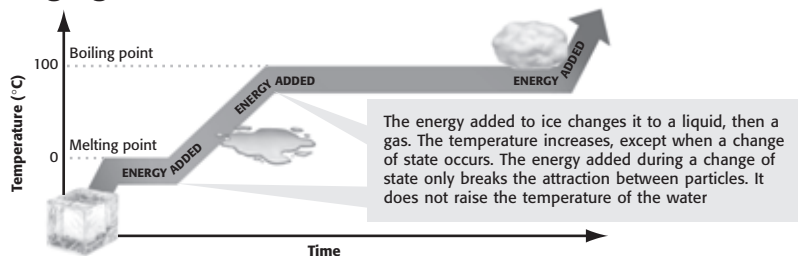 Boiling point
100
ENERGY ADDED
ENERGY ADDED
Temperature (°C)
Melting point
0
ENERGY ADDED
The energy added to ice changes it to a liquid, then a
gas. The temperature increases, except when a change
of state occurs. The energy added during a change of
state only breaks the attraction between particles. It
does not raise the temperature of the water
Time